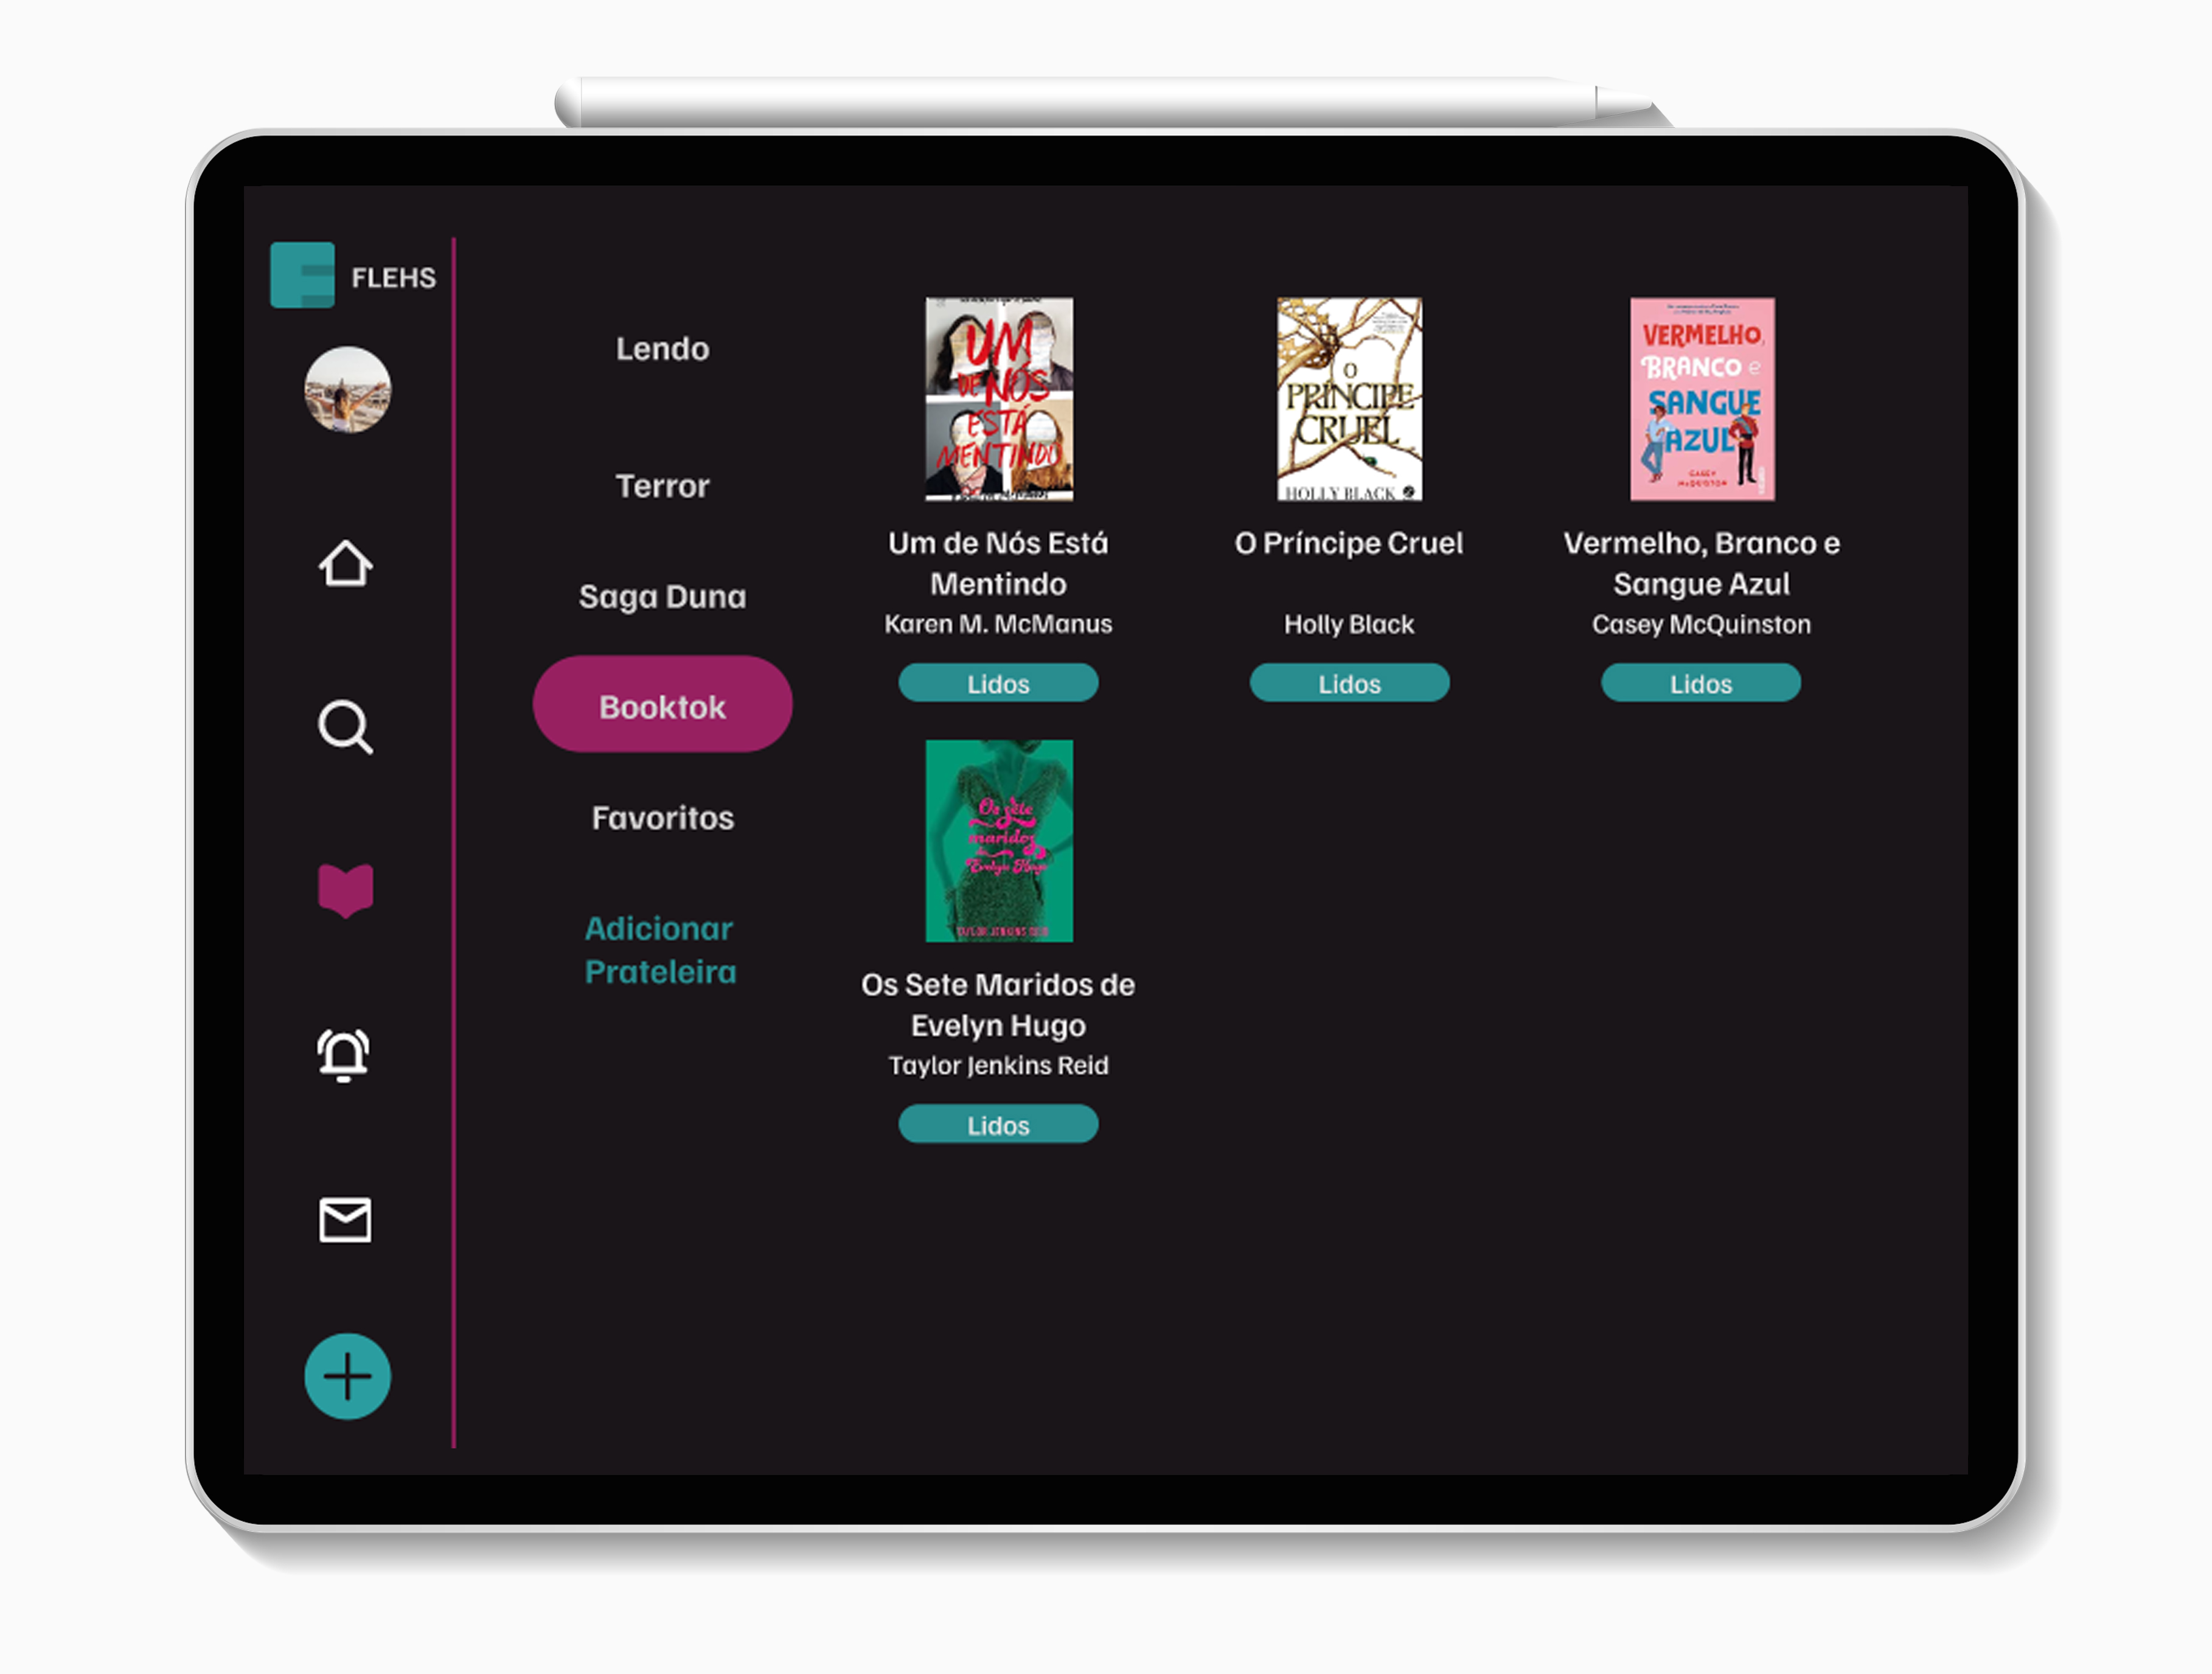 FLEHS
Lendo
Terror
Saga Duna
Booktok
Favoritos
Adicionar
Prateleira
UM
DE NÓS
ESTÁ
MENTINDO
Um de Nós Está
Mentindo
Karen M. McManus
Lidos
O
PRÍNCIPE
CRUEL
HOLLY BLACK
O Príncipe Cruel
Holly Black
Lidos
VERMELHO,
BRANCO e
SANGUE
AZUL
CASEY
McQUISTON
Vermelho, Branco e
Sangue Azul
Casey McQuinston
Lidos
Os sete
maridos
de
Evelyn Hugo
TAYLOR JENKINS REID
Os Sete Maridos de
Evelyn Hugo
Taylor Jenkins Reid
Lidos